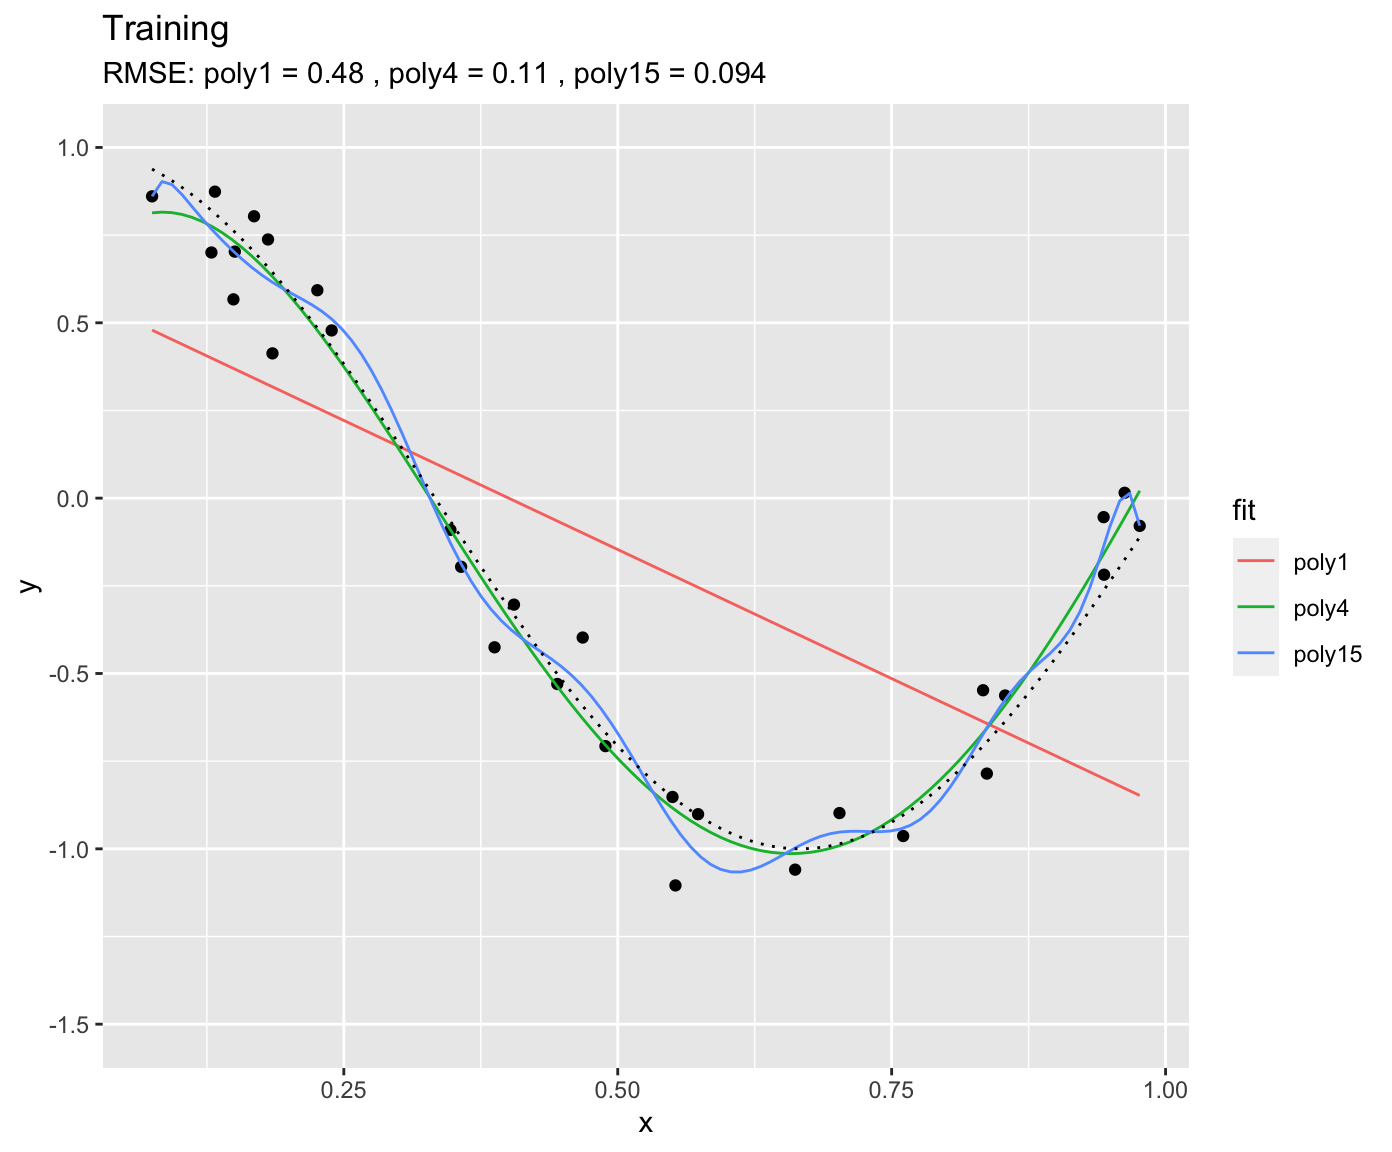 Training
RMSE: poly1 = 0.48 , poly4 = 0.11 , poly15 = 0.094
1.0
0.5
0.0
-0.5
-1.0
-1.5
y
0.25 0.50 0.75 1.00
x
fit
poly1
poly4
poly15